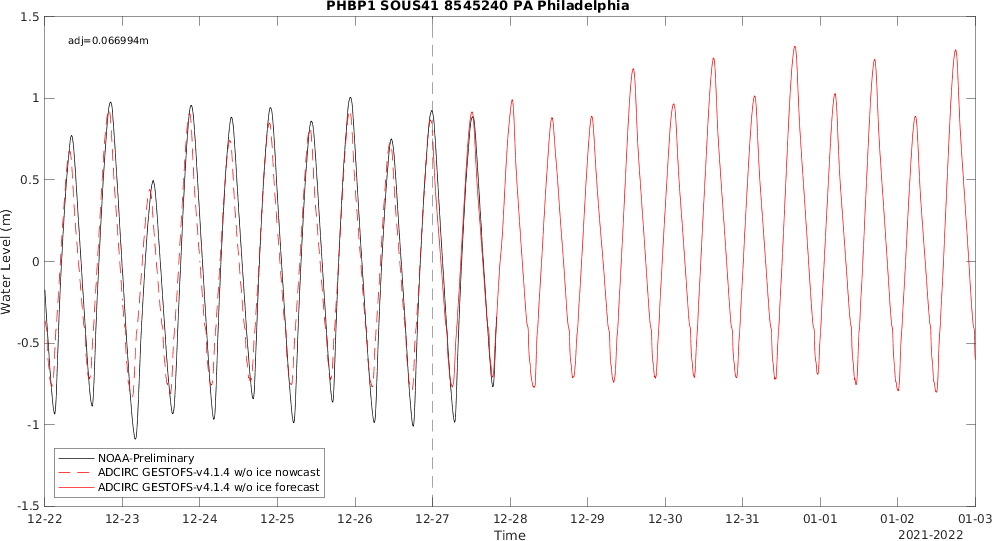 PHBP1 SOUS41 8545240 PA Philadelphia
adj=0.066994m
Water Level (m)
1.5
1
0.5
0
-0.5
-1
-1.5
NOAA-Preliminary
ADCIRC GESTOFS-v4.1.4 w/o ice nowcast
ADCIRC GESTOFS-v4.1.4 w/o ice forecast
12-22 12-23 12-24 12-25 12-26 12-27 12-28 12-29 12-30 12-31 01-01 01-02 01-03
Time
2021-2022